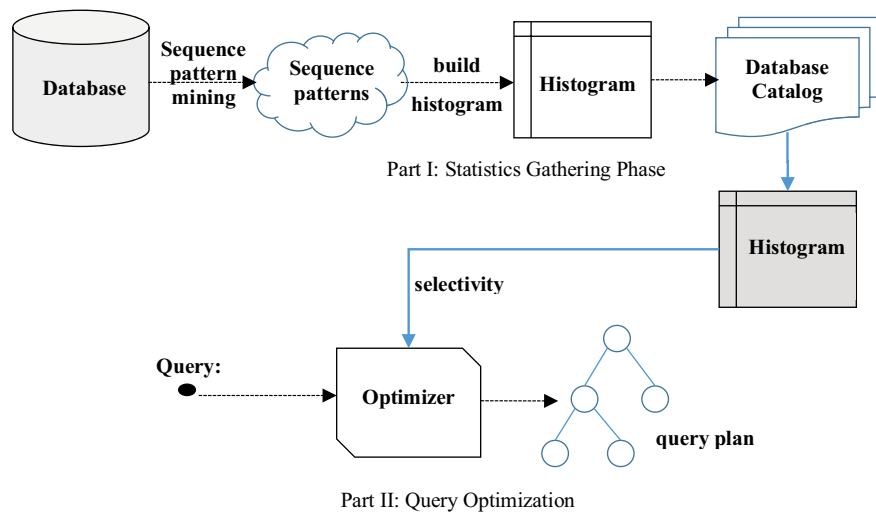 Database
Sequence
pattern
mining
Sequence
patterns
build
histogram
Histogram
Database
Catalog
Part I: Statistics Gathering Phase
Histogram
selectivity
Query:
Optimizer
query plan
Part II: Query Optimization